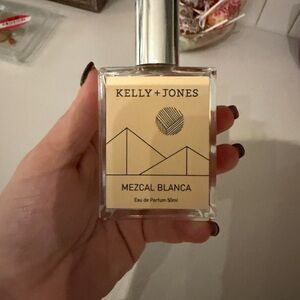 KELLY + JONES
MEZCAL BLANCA
Eau de Parfum 50ml